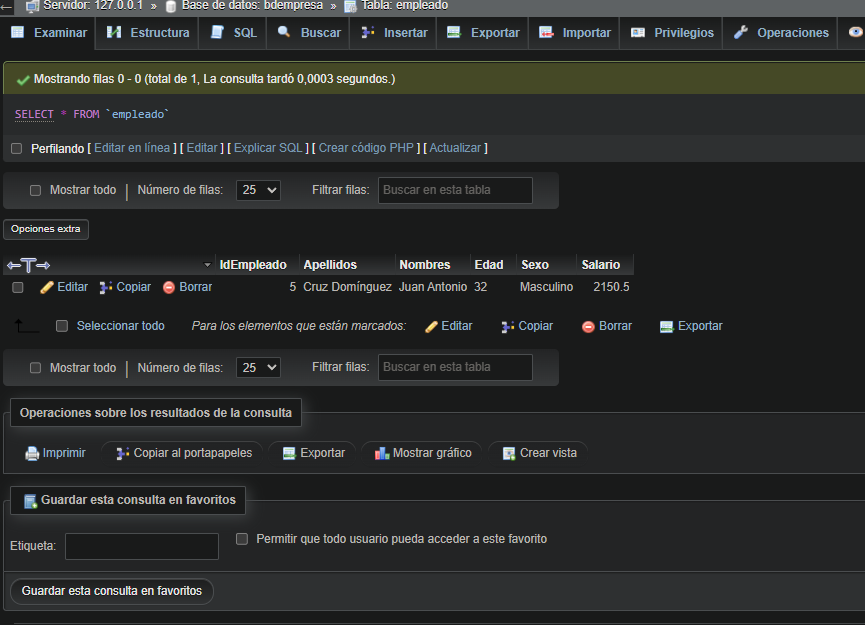 Servidor: 127.0.0.1 » Base de datos: bdempresa » Tabla: empleado
Examinar Estructura SQL Buscar Insertar Exportar Importar Privilegios Operaciones
Mostrando filas 0 - 0 (total de 1, La consulta tardó 0,0003 segundos.)
SELECT * FROM `empleado`
Perfilando [ Editar en línea ] [ Editar ] [ Explicar SQL ] [ Crear código PHP ] [ Actualizar ]
Mostrar todo | Número de filas: 25 Filtrar filas: Buscar en esta tabla
Opciones extra
←T→ IdEmpleado Apellidos Nombres Edad Sexo Salario
Editar Copiar Borrar 5 Cruz Domínguez Juan Antonio 32 Masculino 2150.5
Seleccionar todo Para los elementos que están marcados: Editar Copiar Borrar Exportar
Mostrar todo | Número de filas: 25 Filtrar filas: Buscar en esta tabla
Operaciones sobre los resultados de la consulta
Imprimir Copiar al portapapeles Exportar Mostrar gráfico Crear vista
Guardar esta consulta en favoritos
Etiqueta: Permitir que todo usuario pueda acceder a este favorito
Guardar esta consulta en favoritos